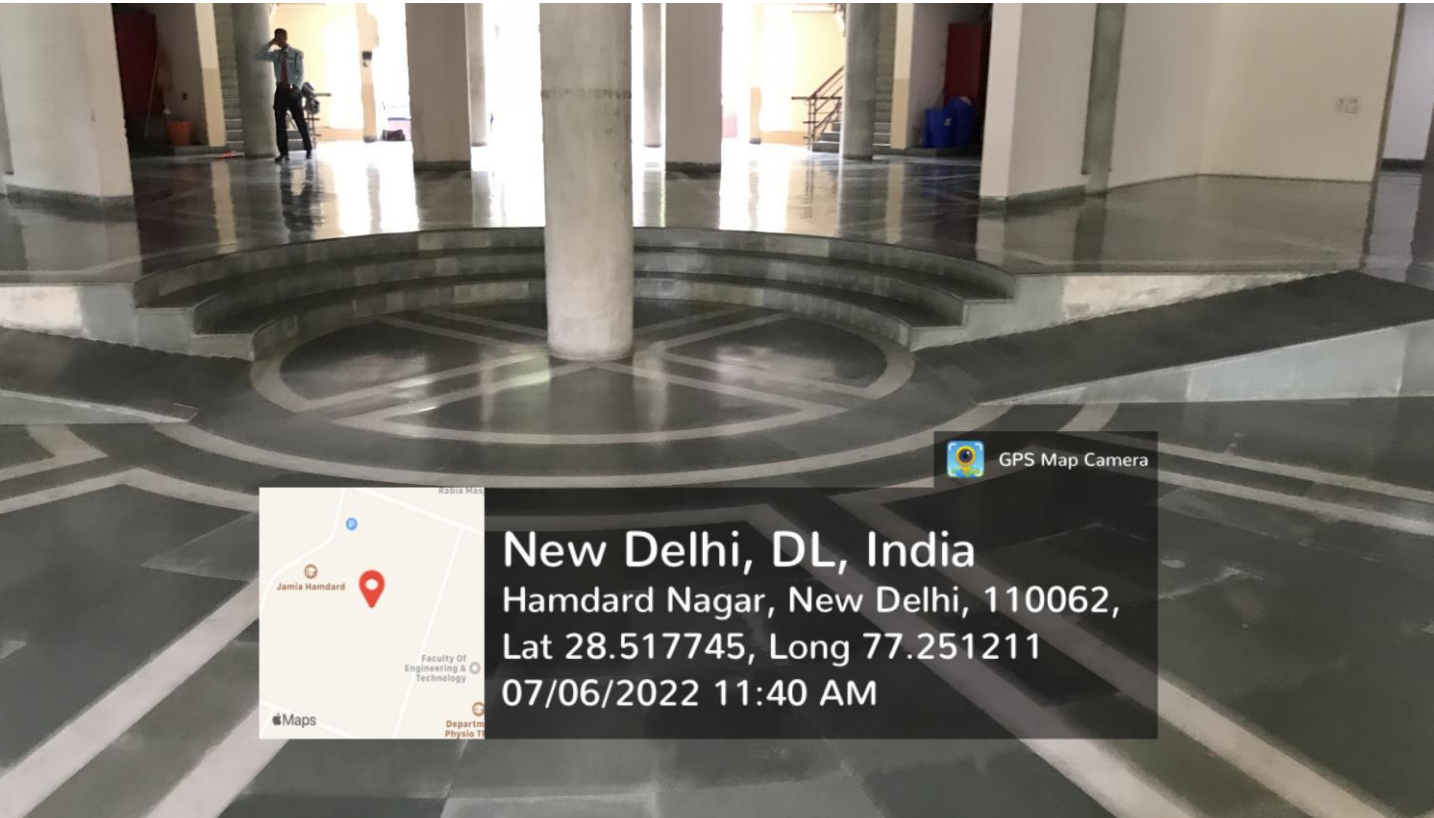 GPS Map Camera
Rabia Mas
P
Jamia Hamdard
Faculty Of
Engineering &
Technology
Departm
Physio T
Maps
New Delhi, DL, India
Hamdard Nagar, New Delhi, 110062,
Lat 28.517745, Long 77.251211
07/06/2022 11:40 AM